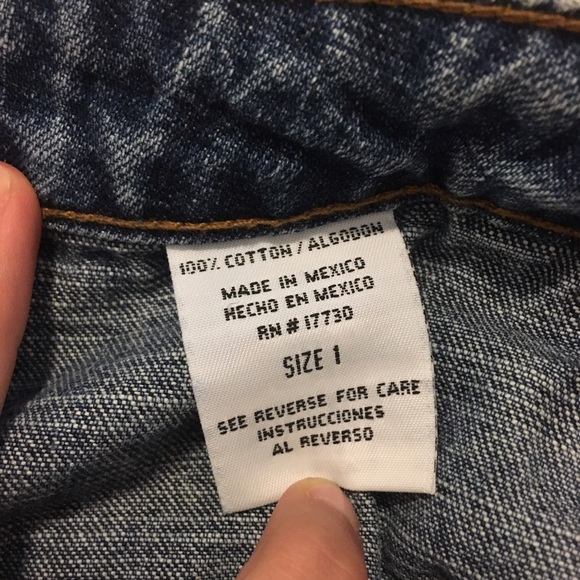 100% COTTON / ALGODON
MADE IN MEXICO
HECHO EN MEXICO
RN # 17730
SIZE 1
SEE REVERSE FOR CARE
INSTRUCCIONES
AL REVERSO